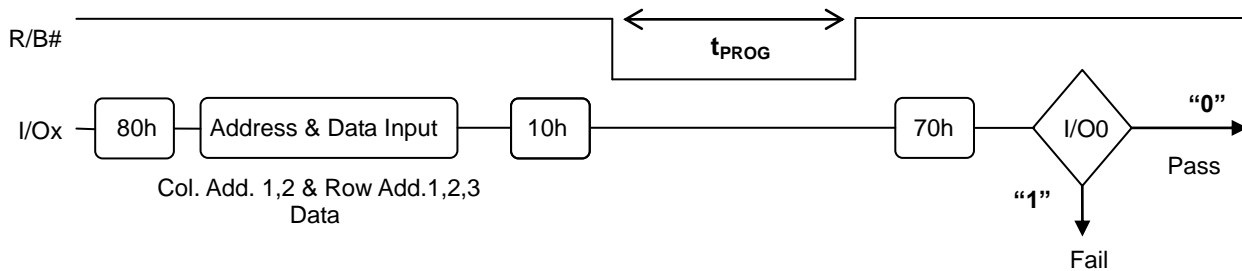 R/B#
tPROG
I/Ox
80h
Address & Data Input
10h
70h
I/O0
“0”
Pass
Col. Add. 1,2 & Row Add.1,2,3
Data
“1”
Fail